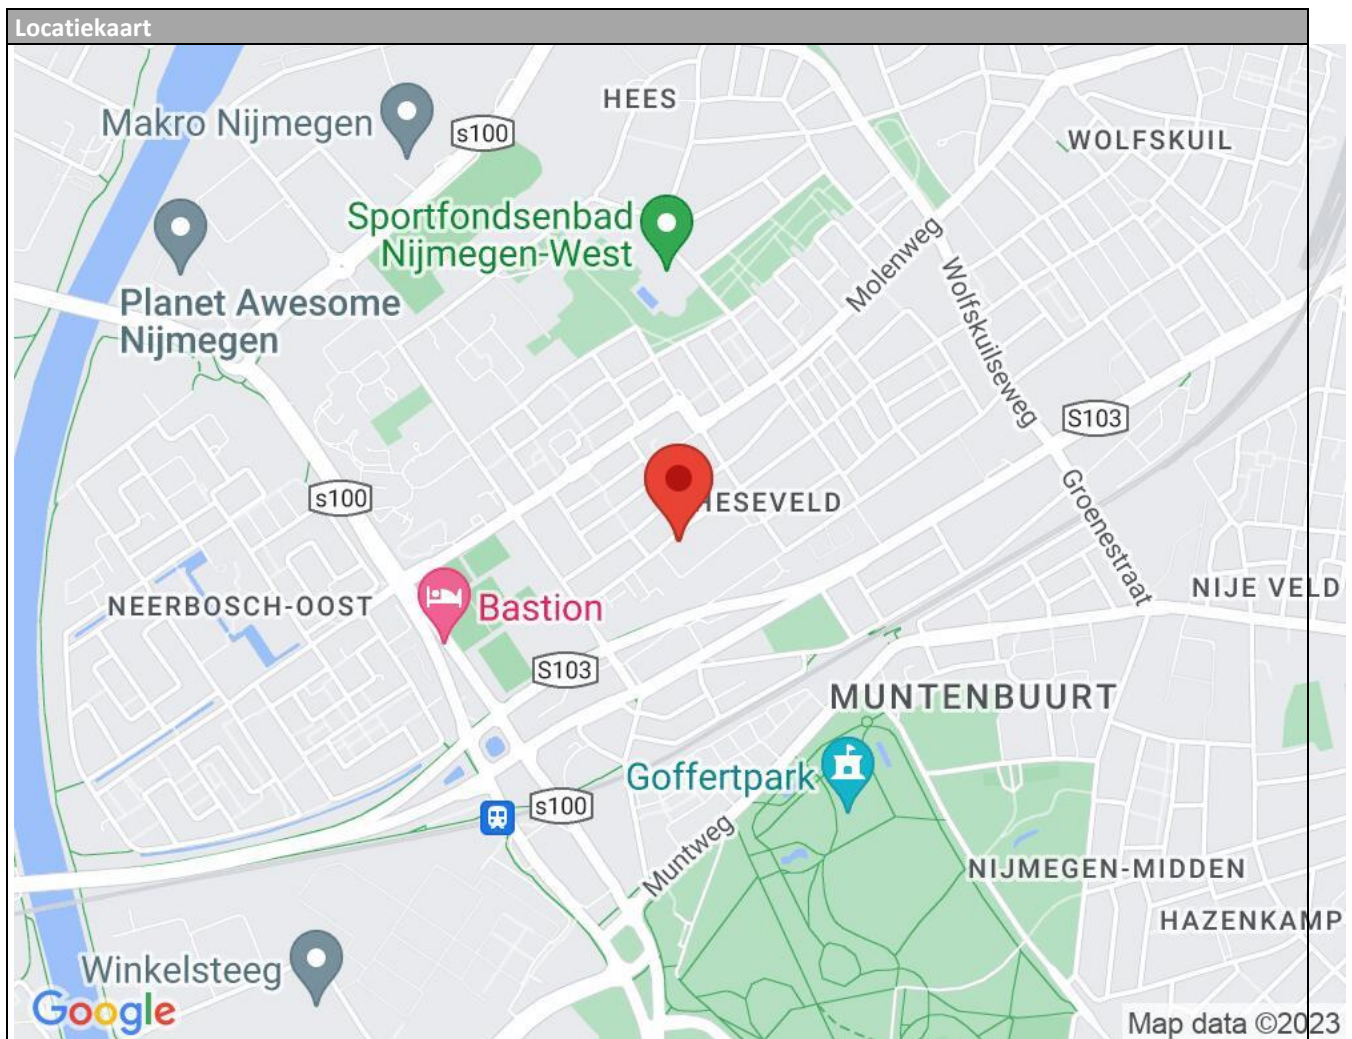 Locatiekaart
HEES
Makro Nijmegen
s100
WOLFSKUIL
Sportfondsenbad
Nijmegen-West
Molenweg
Wolfskuilseweg
Planet Awesome
Nijmegen
S103
s100
HESEVELD
Groenestraat
NEERBOSCH-OOST
Bastion
NIJE VELD
S103
MUNTENBUURT
Goffertpark
s100
Muntweg
NIJMEGEN-MIDDEN
HAZENKAMP
Winkelsteeg
Google
Map data ©2023